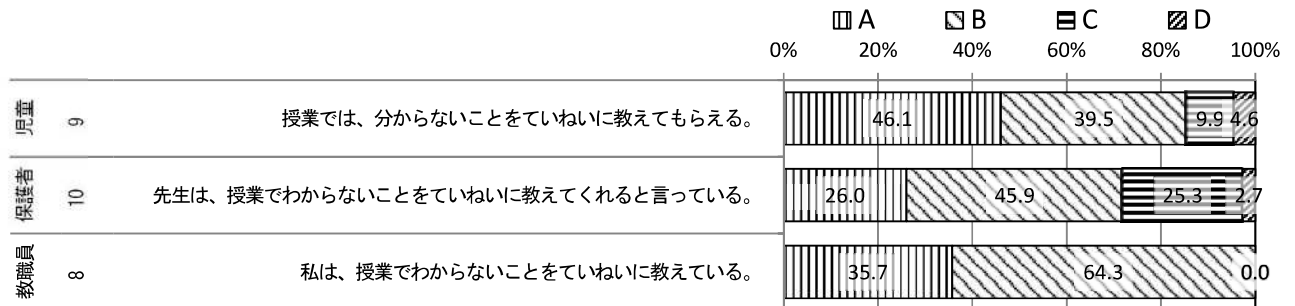 A B C D
0% 20% 40% 60% 80% 100%
児童 9 授業では、分からないことをていねいに教えてもらえる。 46.1 39.5 9.9 4.6
保護者 10 先生は、授業でわからないことをていねいに教えてくれると言っている。 26.0 45.9 25.3 2.7
教職員 8 私は、授業でわからないことをていねいに教えている。 35.7 64.3 0.0